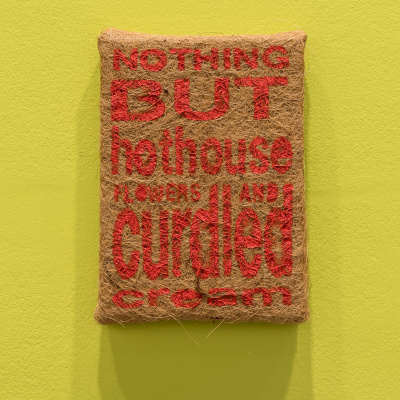 NOTHING
BUT
hothouse
FLOWERS AND
curdled
cream